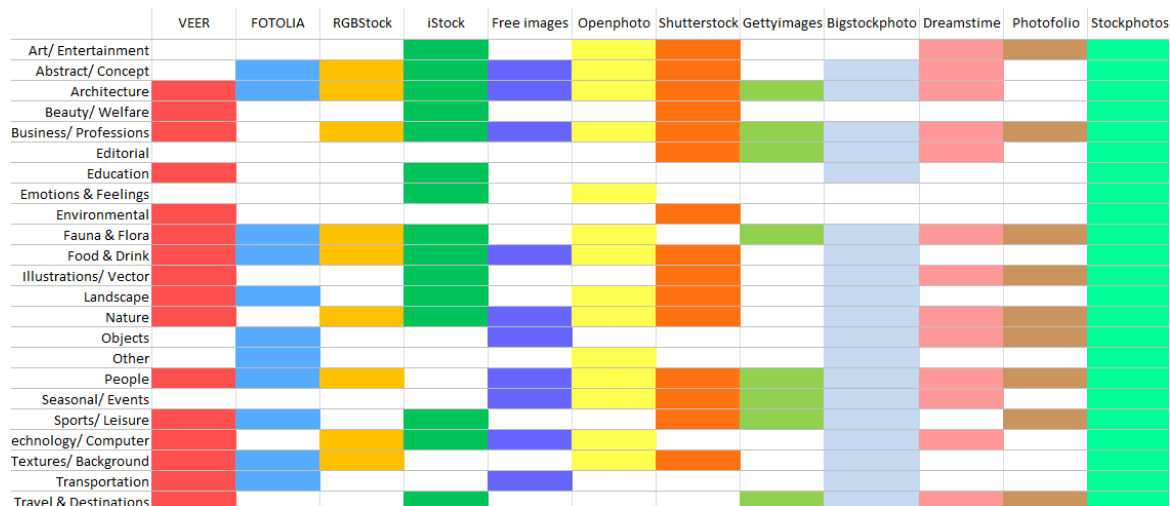 VEER FOTOLIA RGBStock iStock Free images Openphoto Shutterstock Gettyimages Bigstockphoto Dreamstime Photofolio Stockphotos
Art/ Entertainment
Abstract/ Concept
Architecture
Beauty/ Welfare
Business/ Professions
Editorial
Education
Emotions & Feelings
Environmental
Fauna & Flora
Food & Drink
Illustrations/ Vector
Landscape
Nature
Objects
Other
People
Seasonal/ Events
Sports/ Leisure
echnology/ Computer
Textures/ Background
Transportation
Travel & Destinations